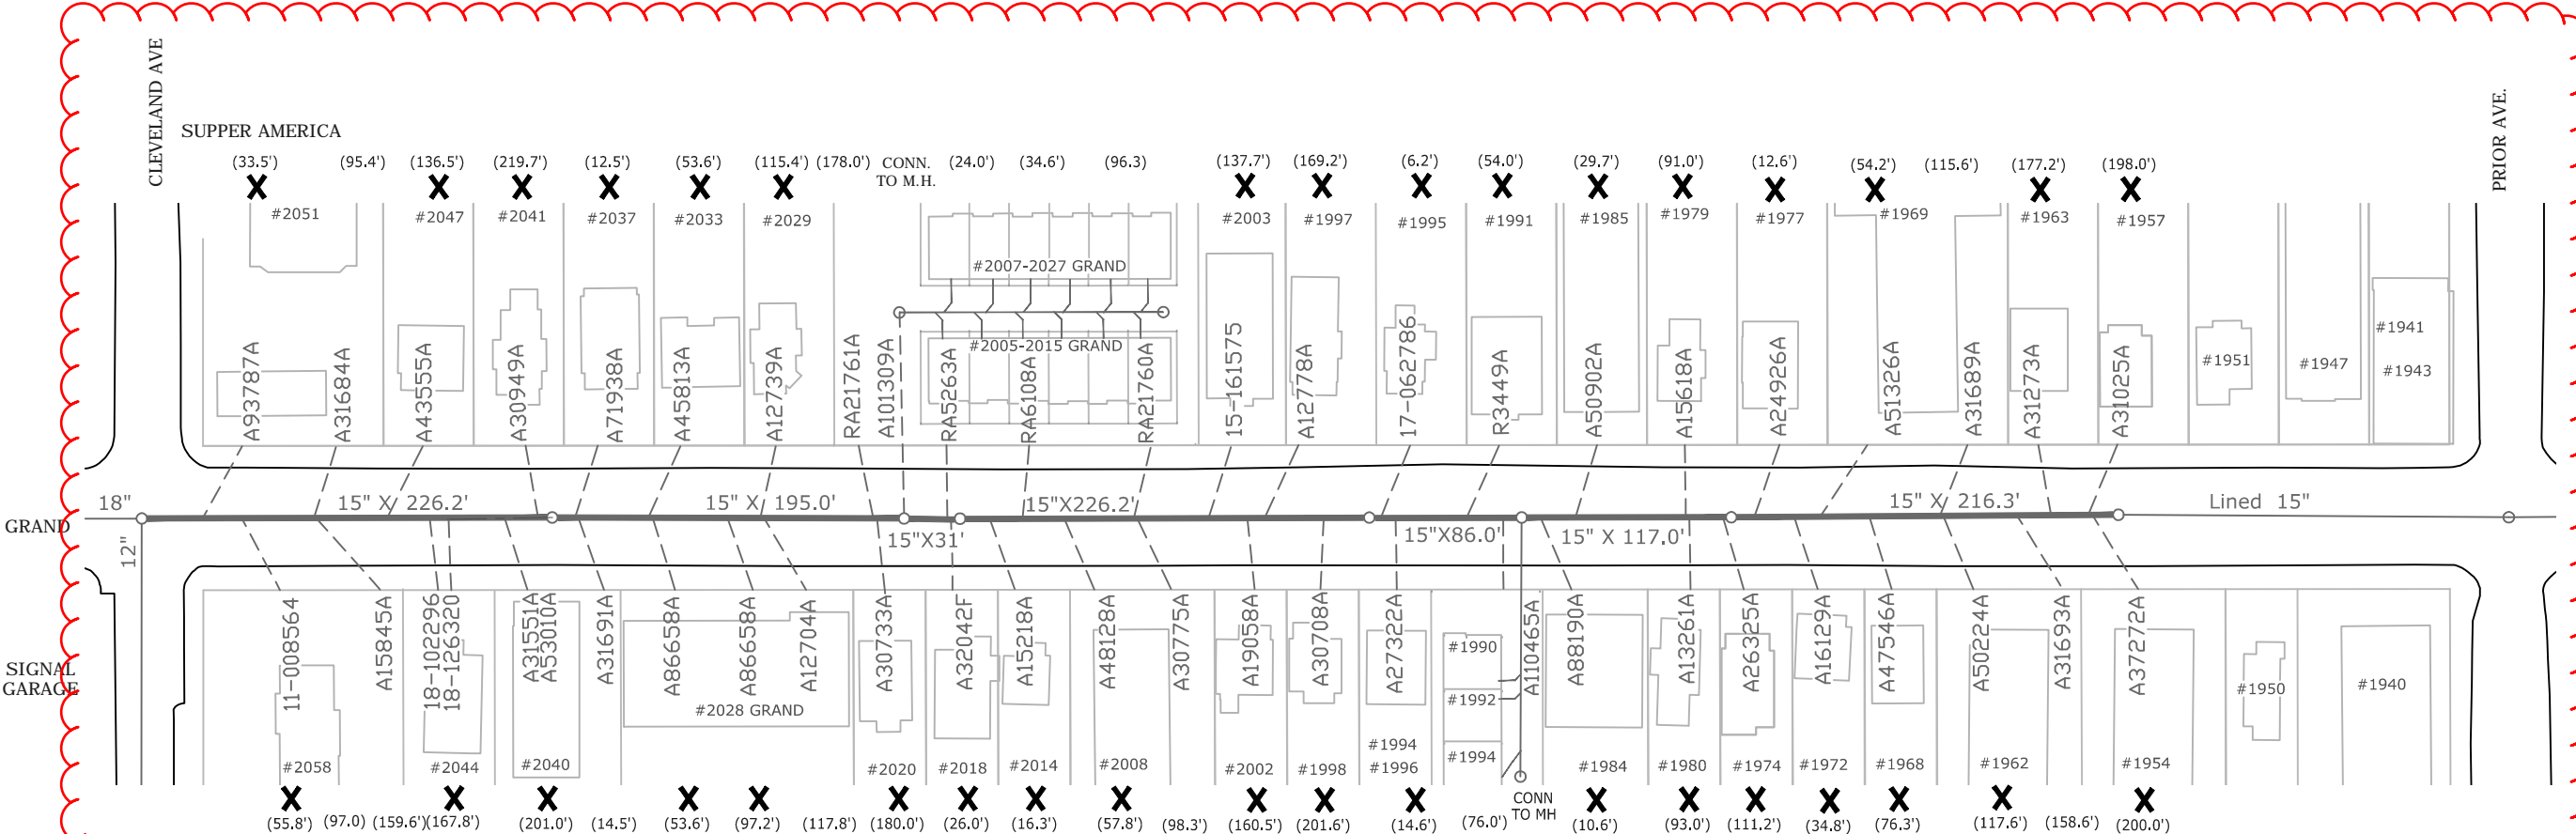 CLEVELAND AVE
PRIOR AVE.
SUPPER AMERICA
(33.5') (95.4') (136.5') (219.7') (12.5') (53.6') (115.4') (178.0') CONN. TO M.H. (24.0') (34.6') (96.3) (137.7') (169.2') (6.2') (54.0') (29.7') (91.0') (12.6') (54.2') (115.6') (177.2') (198.0')
X X X X X X X X X X X X X X X X
#2051 #2047 #2041 #2037 #2033 #2029 #2003 #1997 #1995 #1991 #1985 #1979 #1977 #1969 #1963 #1957
#2007-2027 GRAND
#2005-2015 GRAND
#1941
#1951 #1947 #1943
A93787A A31684A A43555A A30949A A71938A A45813A A12739A RA21761A A101309A RA5263A RA6108A RA21760A 15-161575 A12778A 17-062786 R3449A A50902A A15618A A24926A A51326A A31689A A31273A A31025A
18" 15" X 226.2' 15" X 195.0' 15"X226.2' 15" X 216.3' Lined 15"
GRAND
12" 15"X31' 15"X86.0' 15" X 117.0'
11-008564 A15845A 18-102296 18-126320 A31551A A53010A A31691A A86658A A86658A A12704A A30733A A32042F A15218A A48128A A30775A A19058A A30708A A27322A A110465A A88190A A13261A A26325A A16129A A47546A A50224A A31693A A37272A
SIGNAL
GARAGE
#1990
#1992
#1950 #1940
#2028 GRAND
#1994
#2058 #2044 #2040 #2020 #2018 #2014 #2008 #2002 #1998 #1996 #1994 #1984 #1980 #1974 #1972 #1968 #1962 #1954
X X X X X X X X X X X X X X X X X X X X
CONN
TO MH
(55.8') (97.0) (159.6') (167.8') (201.0') (14.5') (53.6') (97.2') (117.8') (180.0') (26.0') (16.3') (57.8') (98.3') (160.5') (201.6') (14.6') (76.0') (10.6') (93.0') (111.2') (34.8') (76.3') (117.6') (158.6') (200.0')